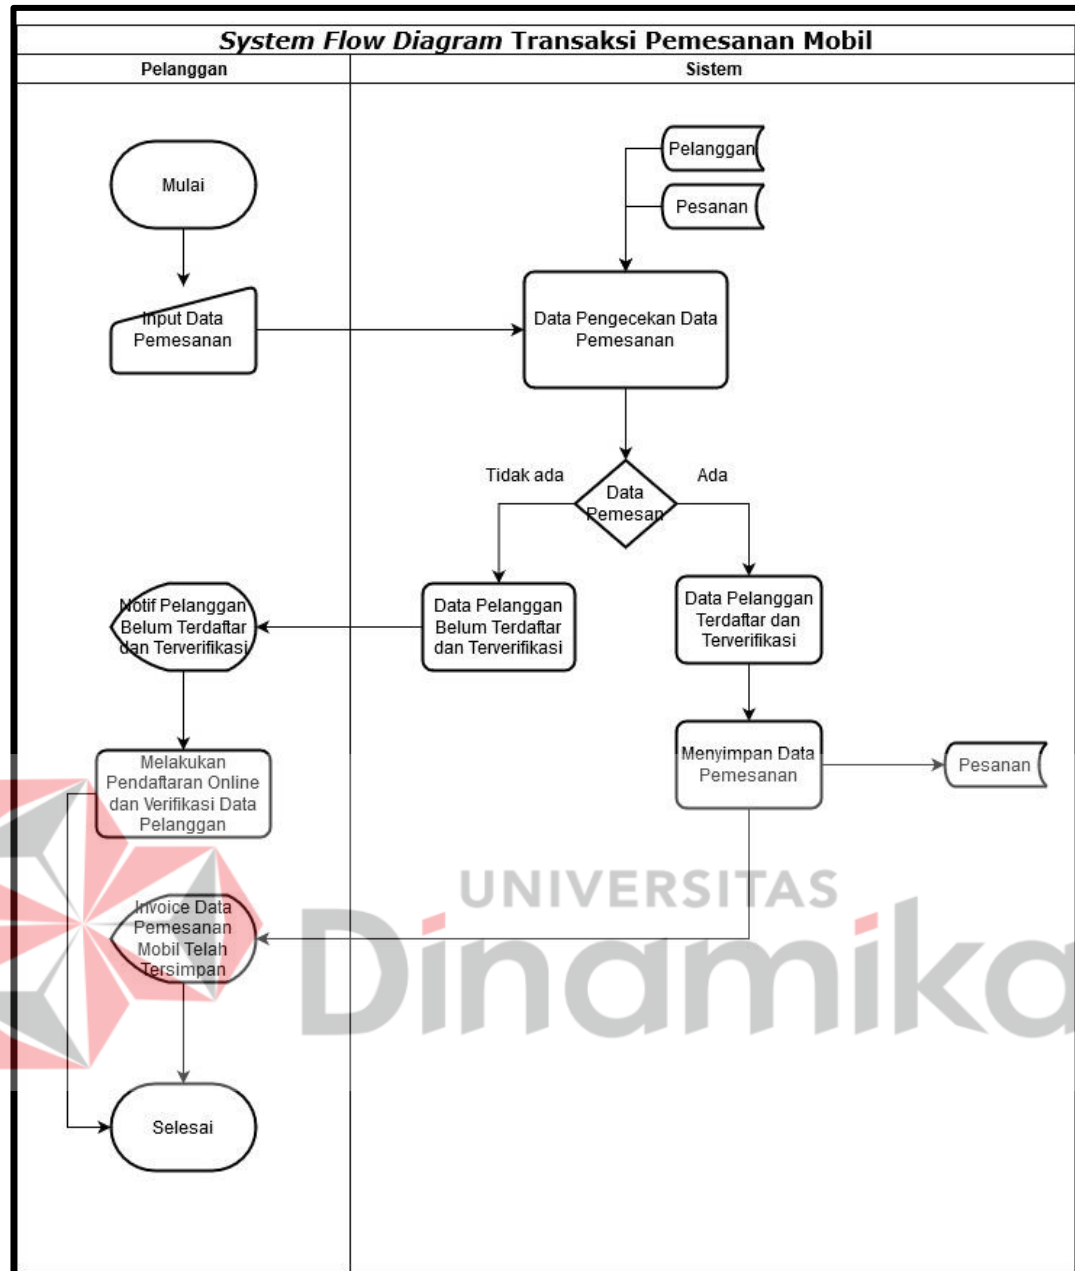 System Flow Diagram Transaksi Pemesanan Mobil
Pelanggan
Sistem
Mulai
Pelanggan
Pesanan
Input Data
Pemesanan
Data Pengecekan Data
Pemesanan
Tidak ada
Ada
Data
Pemesan
Notif Pelanggan
Belum Terdaftar
dan Terverifikasi
Data Pelanggan
Belum Terdaftar
dan Terverifikasi
Data Pelanggan
Terdaftar dan
Terverifikasi
Melakukan
Pendaftaran Online
dan Verifikasi Data
Pelanggan
Menyimpan Data
Pemesanan
Pesanan
Invoice Data
Pemesanan
Mobil Telah
Tersimpan
UNIVERSITAS
Dinamika
Selesai